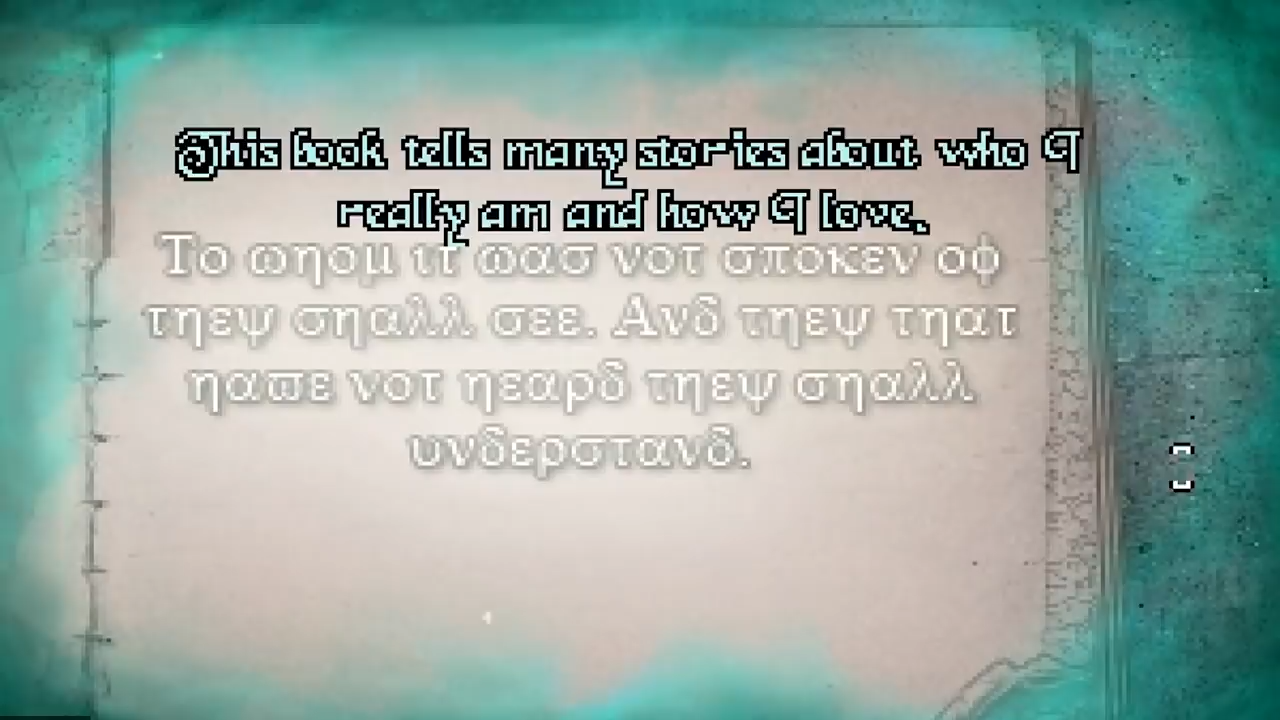 This book tells many stories about who I
really am and how I love.
Το ωηομ ιτ ωασ νοτ σποκεν οφ
τηεψ σηαλλ σεε. Ανδ τηεψ τηατ
ηαϖε νοτ ηεαρδ τηεψ σηαλλ
υνδερστανδ.